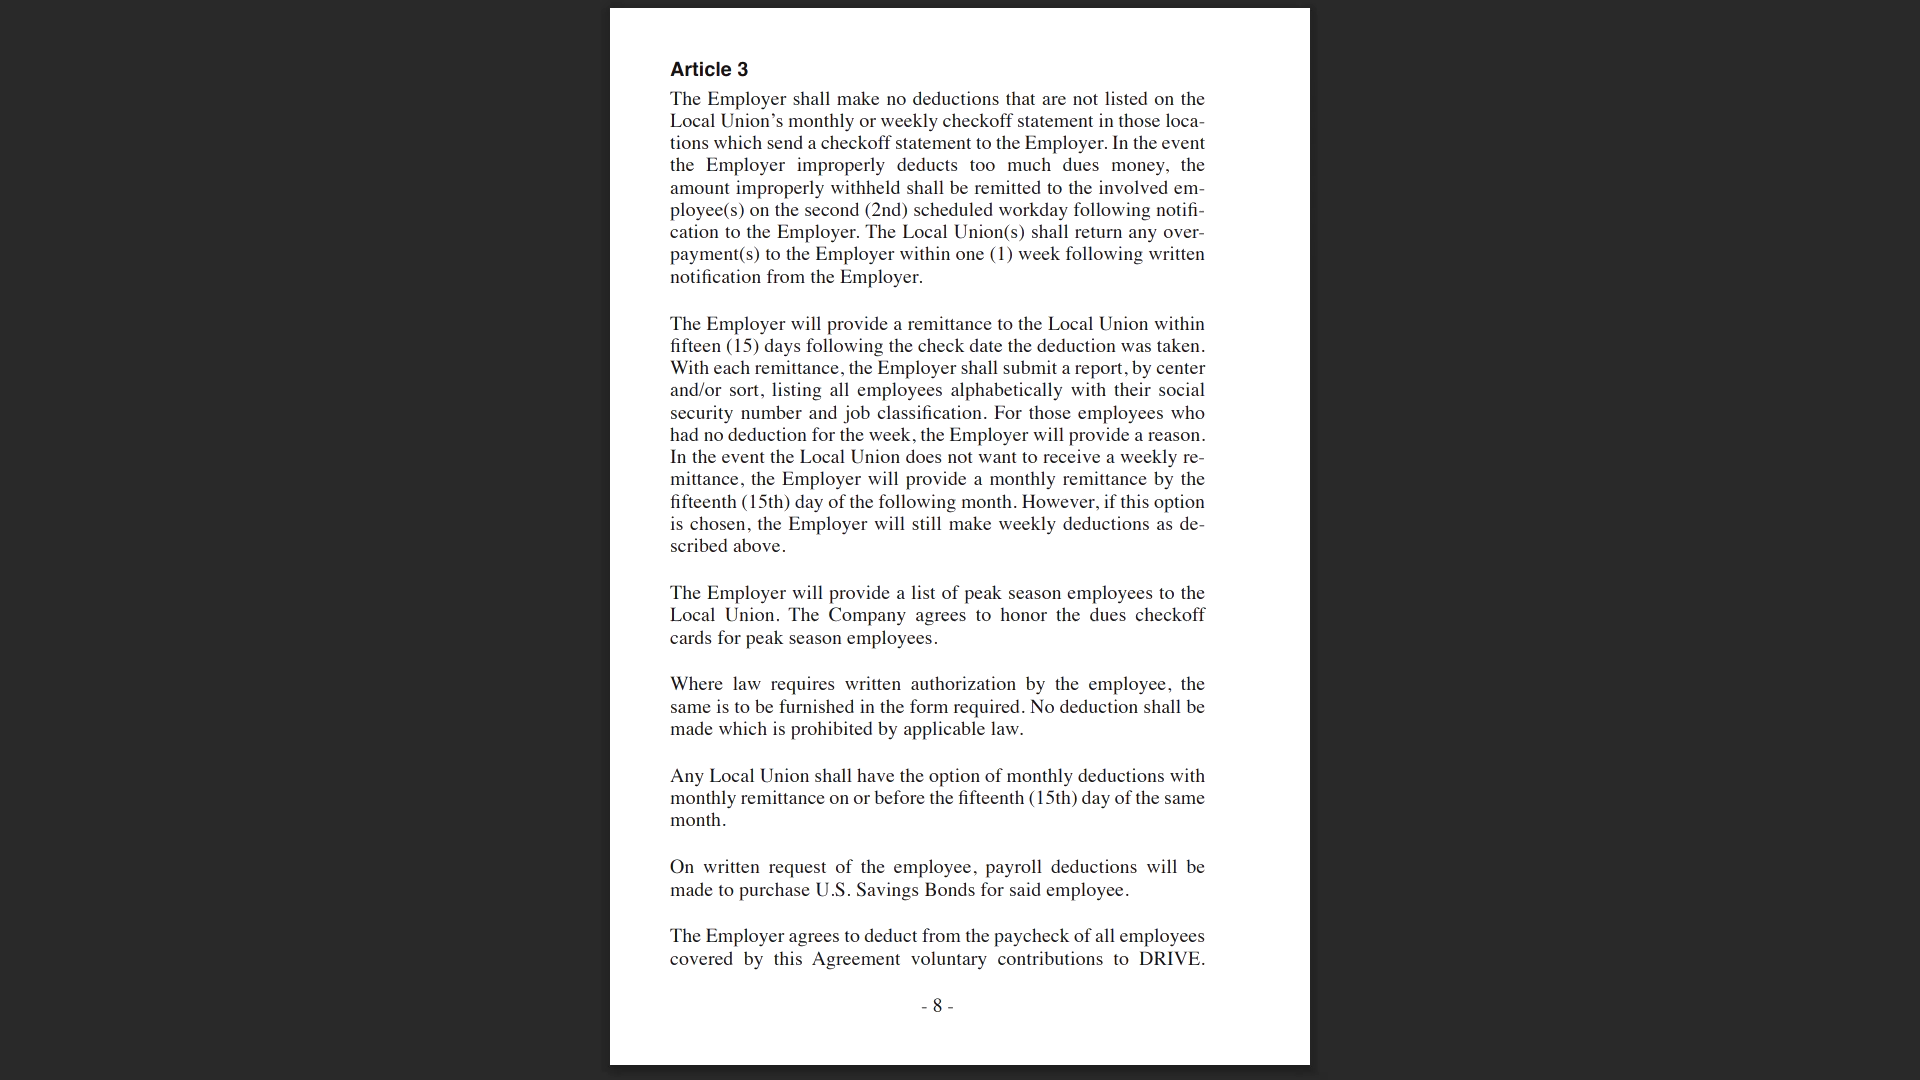 Article 3
The Employer shall make no deductions that are not listed on the
Local Union’s monthly or weekly checkoff statement in those loca-
tions which send a checkoff statement to the Employer. In the event
the Employer improperly deducts too much dues money, the
amount improperly withheld shall be remitted to the involved em-
ployee(s) on the second (2nd) scheduled workday following notifi-
cation to the Employer. The Local Union(s) shall return any over-
payment(s) to the Employer within one (1) week following written
notification from the Employer.
The Employer will provide a remittance to the Local Union within
fifteen (15) days following the check date the deduction was taken.
With each remittance, the Employer shall submit a report, by center
and/or sort, listing all employees alphabetically with their social
security number and job classification. For those employees who
had no deduction for the week, the Employer will provide a reason.
In the event the Local Union does not want to receive a weekly re-
mittance, the Employer will provide a monthly remittance by the
fifteenth (15th) day of the following month. However, if this option
is chosen, the Employer will still make weekly deductions as de-
scribed above.
The Employer will provide a list of peak season employees to the
Local Union. The Company agrees to honor the dues checkoff
cards for peak season employees.
Where law requires written authorization by the employee, the
same is to be furnished in the form required. No deduction shall be
made which is prohibited by applicable law.
Any Local Union shall have the option of monthly deductions with
monthly remittance on or before the fifteenth (15th) day of the same
month.
On written request of the employee, payroll deductions will be
made to purchase U.S. Savings Bonds for said employee.
The Employer agrees to deduct from the paycheck of all employees
covered by this Agreement voluntary contributions to DRIVE.
- 8 -